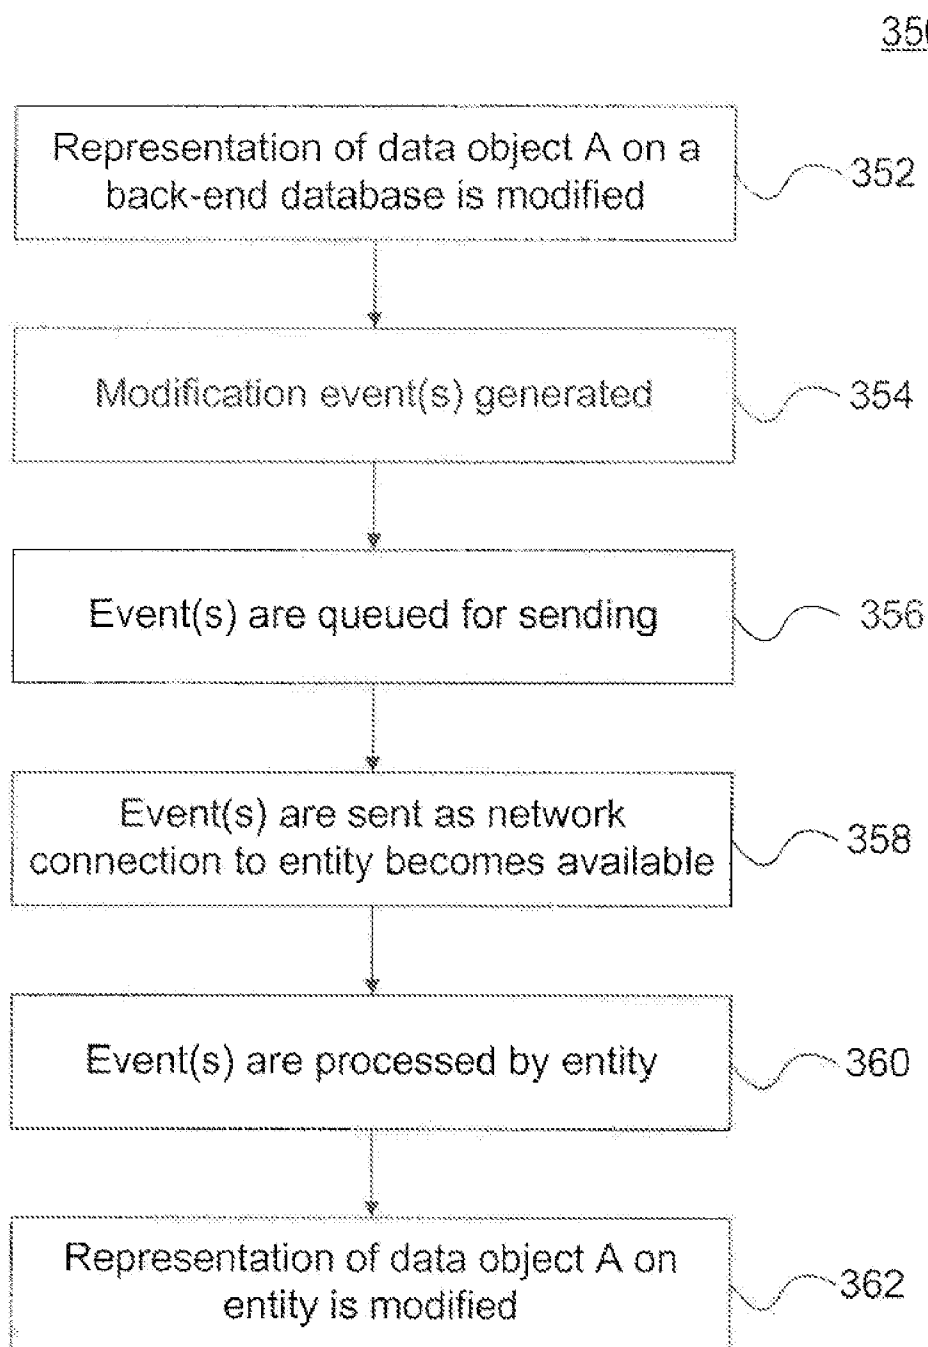 350
Representation of data object A on a
back-end database is modified
352
Modification event(s) generated
354
Event(s) are queued for sending
356
Event(s) are sent as network
connection to entity becomes available
358
Event(s) are processed by entity
360
Representation of data object A on
entity is modified
362